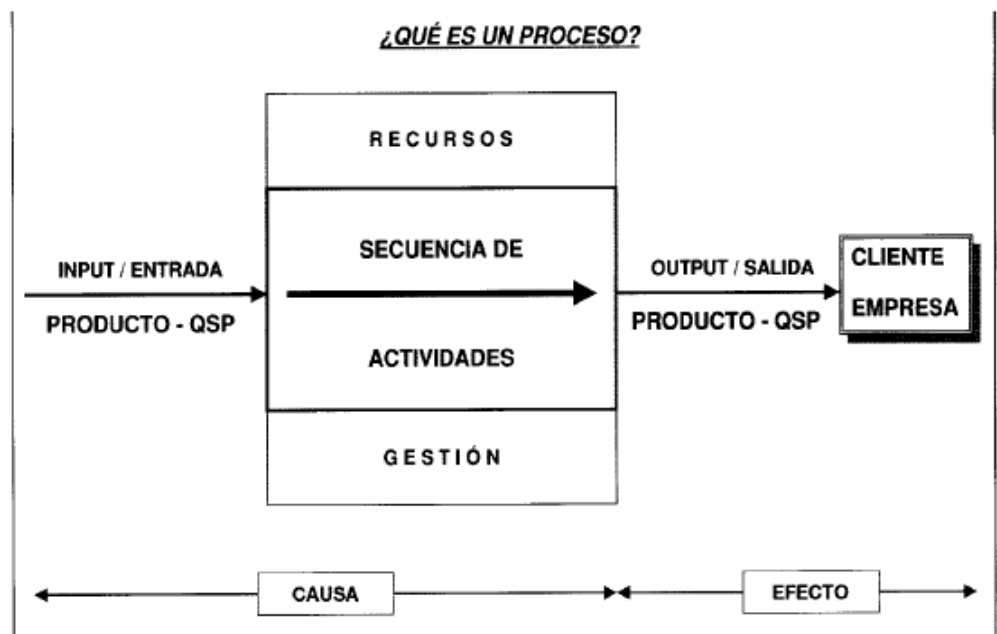 ¿QUÉ ES UN PROCESO?
RECURSOS
SECUENCIA DE
ACTIVIDADES
GESTIÓN
INPUT / ENTRADA
PRODUCTO - QSP
OUTPUT / SALIDA
PRODUCTO - QSP
CLIENTE
EMPRESA
CAUSA
EFECTO